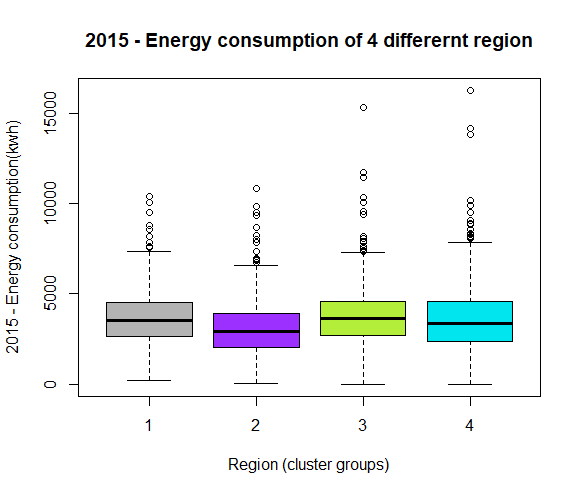 2015 - Energy consumption of 4 differernt region
2015 - Energy consumption(kwh)
15000
10000
5000
0
1 2 3 4
Region (cluster groups)